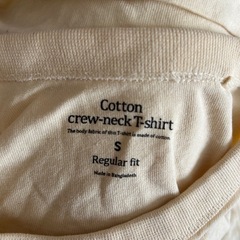 Cotton
crew-neck T-shirt
The body fabric of this T-shirt is made of cotton.
S
Regular fit
Made in Bangladesh